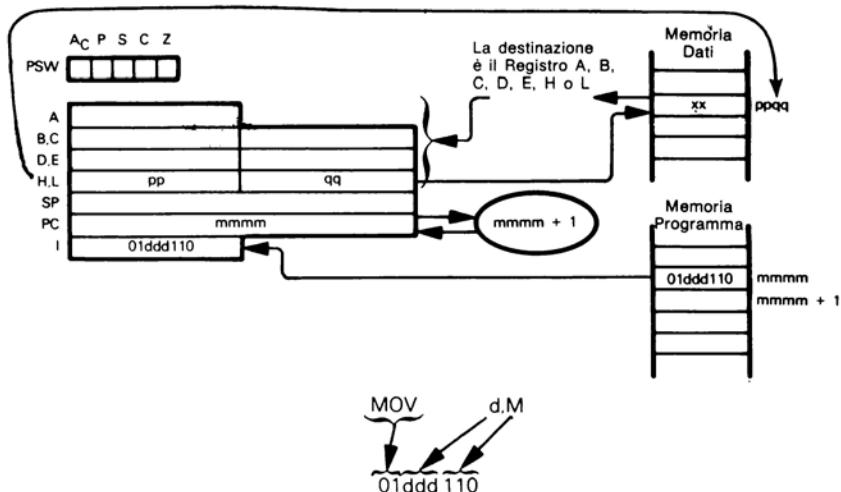 A_C P S C Z
PSW
La destinazione
è il Registro A, B,
C, D, E, H o L
Memoria
Dati
A
xx
ppqq
B,C
D,E
H,L
pp
qq
SP
PC
mmmm
mmmm + 1
Memoria
Programma
I
01ddd110
01ddd110
mmmm
mmmm + 1
MOV
d,M
01ddd 110